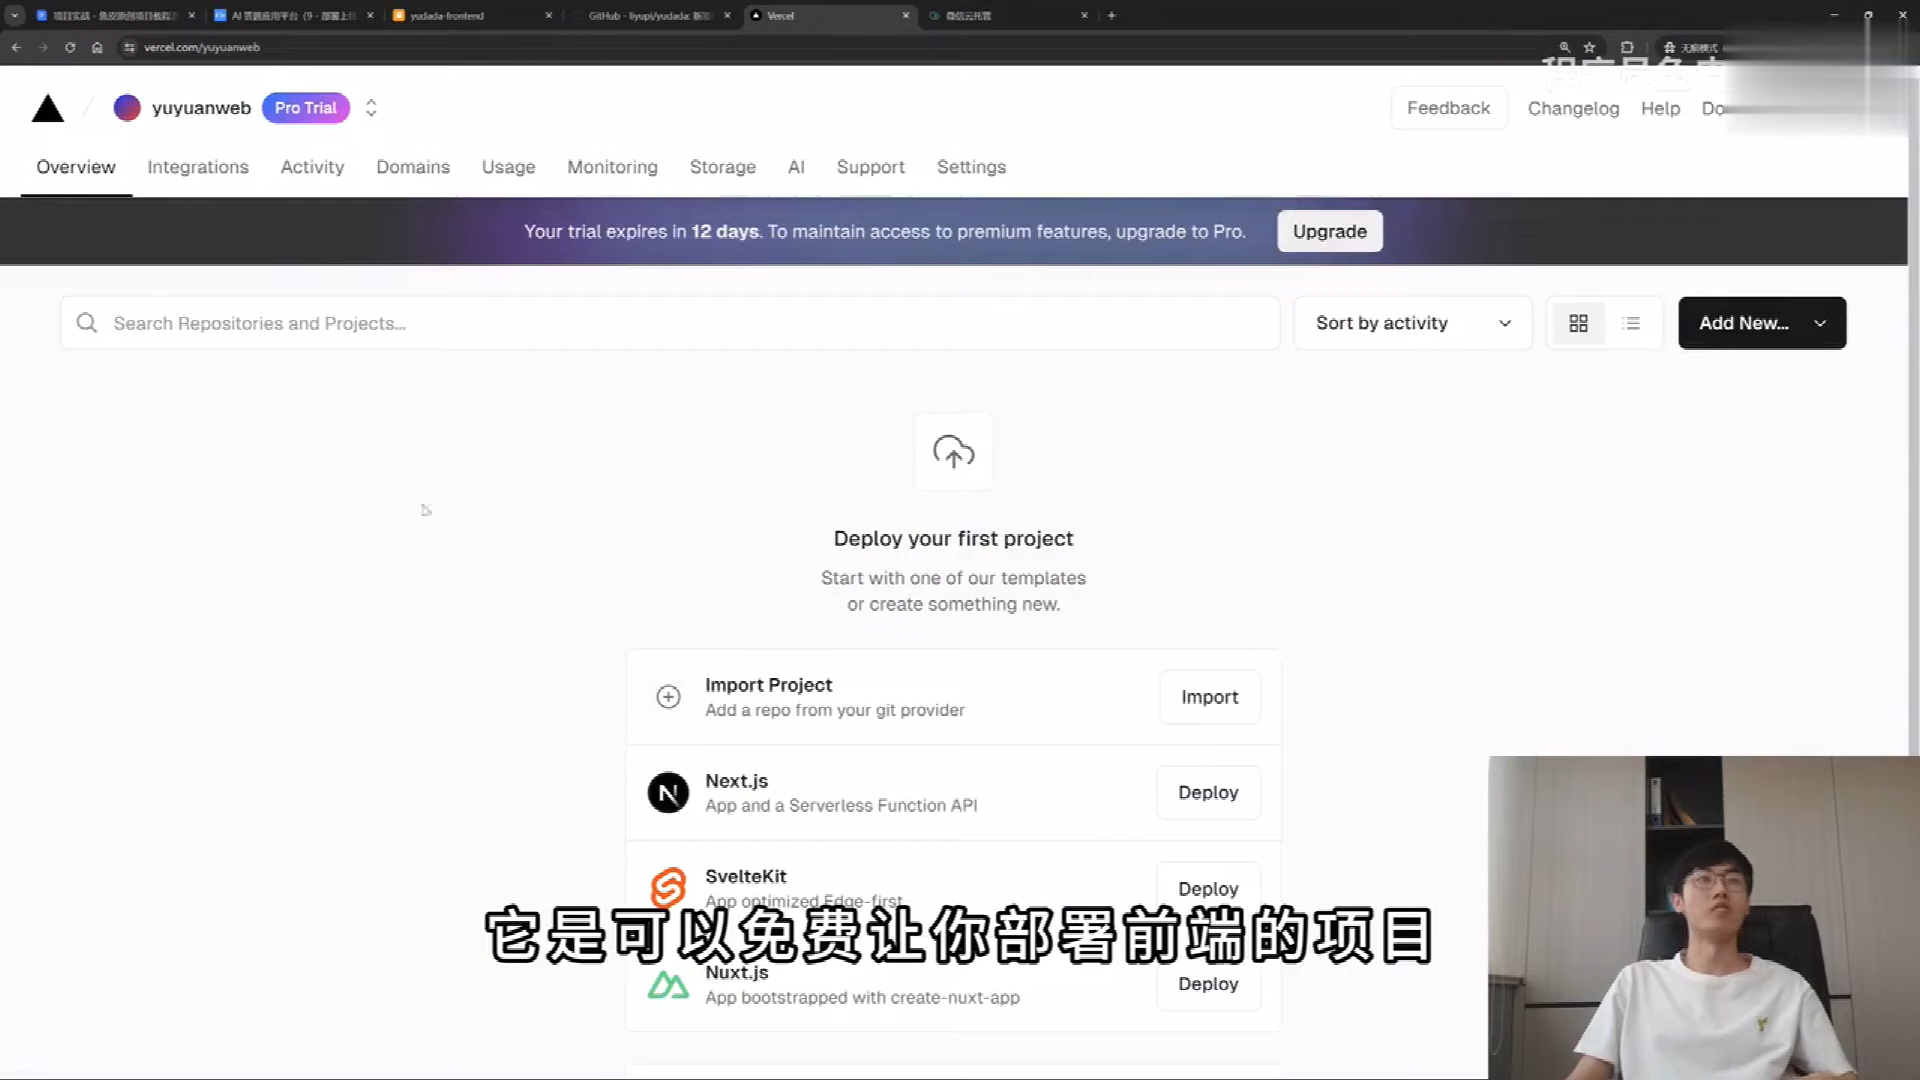 项目实战 - 鱼皮原创项目教程
AI 答题应用平台（9 - 部署上线
yudada-frontend
GitHub - liyupi/yudada: 新项
Vercel
微信云托管
vercel.com/yuyuanweb
无痕模式
程序员鱼皮
yuyuanweb
Pro Trial
Feedback
Changelog
Help
Do
Overview
Integrations
Activity
Domains
Usage
Monitoring
Storage
AI
Support
Settings
Your trial expires in 12 days. To maintain access to premium features, upgrade to Pro.
Upgrade
Search Repositories and Projects...
Sort by activity
Add New...
Deploy your first project
Start with one of our templates
or create something new.
Import Project
Add a repo from your git provider
Import
Next.js
App and a Serverless Function API
Deploy
SvelteKit
App optimized Edge-first
Deploy
它是可以免费让你部署前端的项目
Nuxt.js
App bootstrapped with create-nuxt-app
Deploy